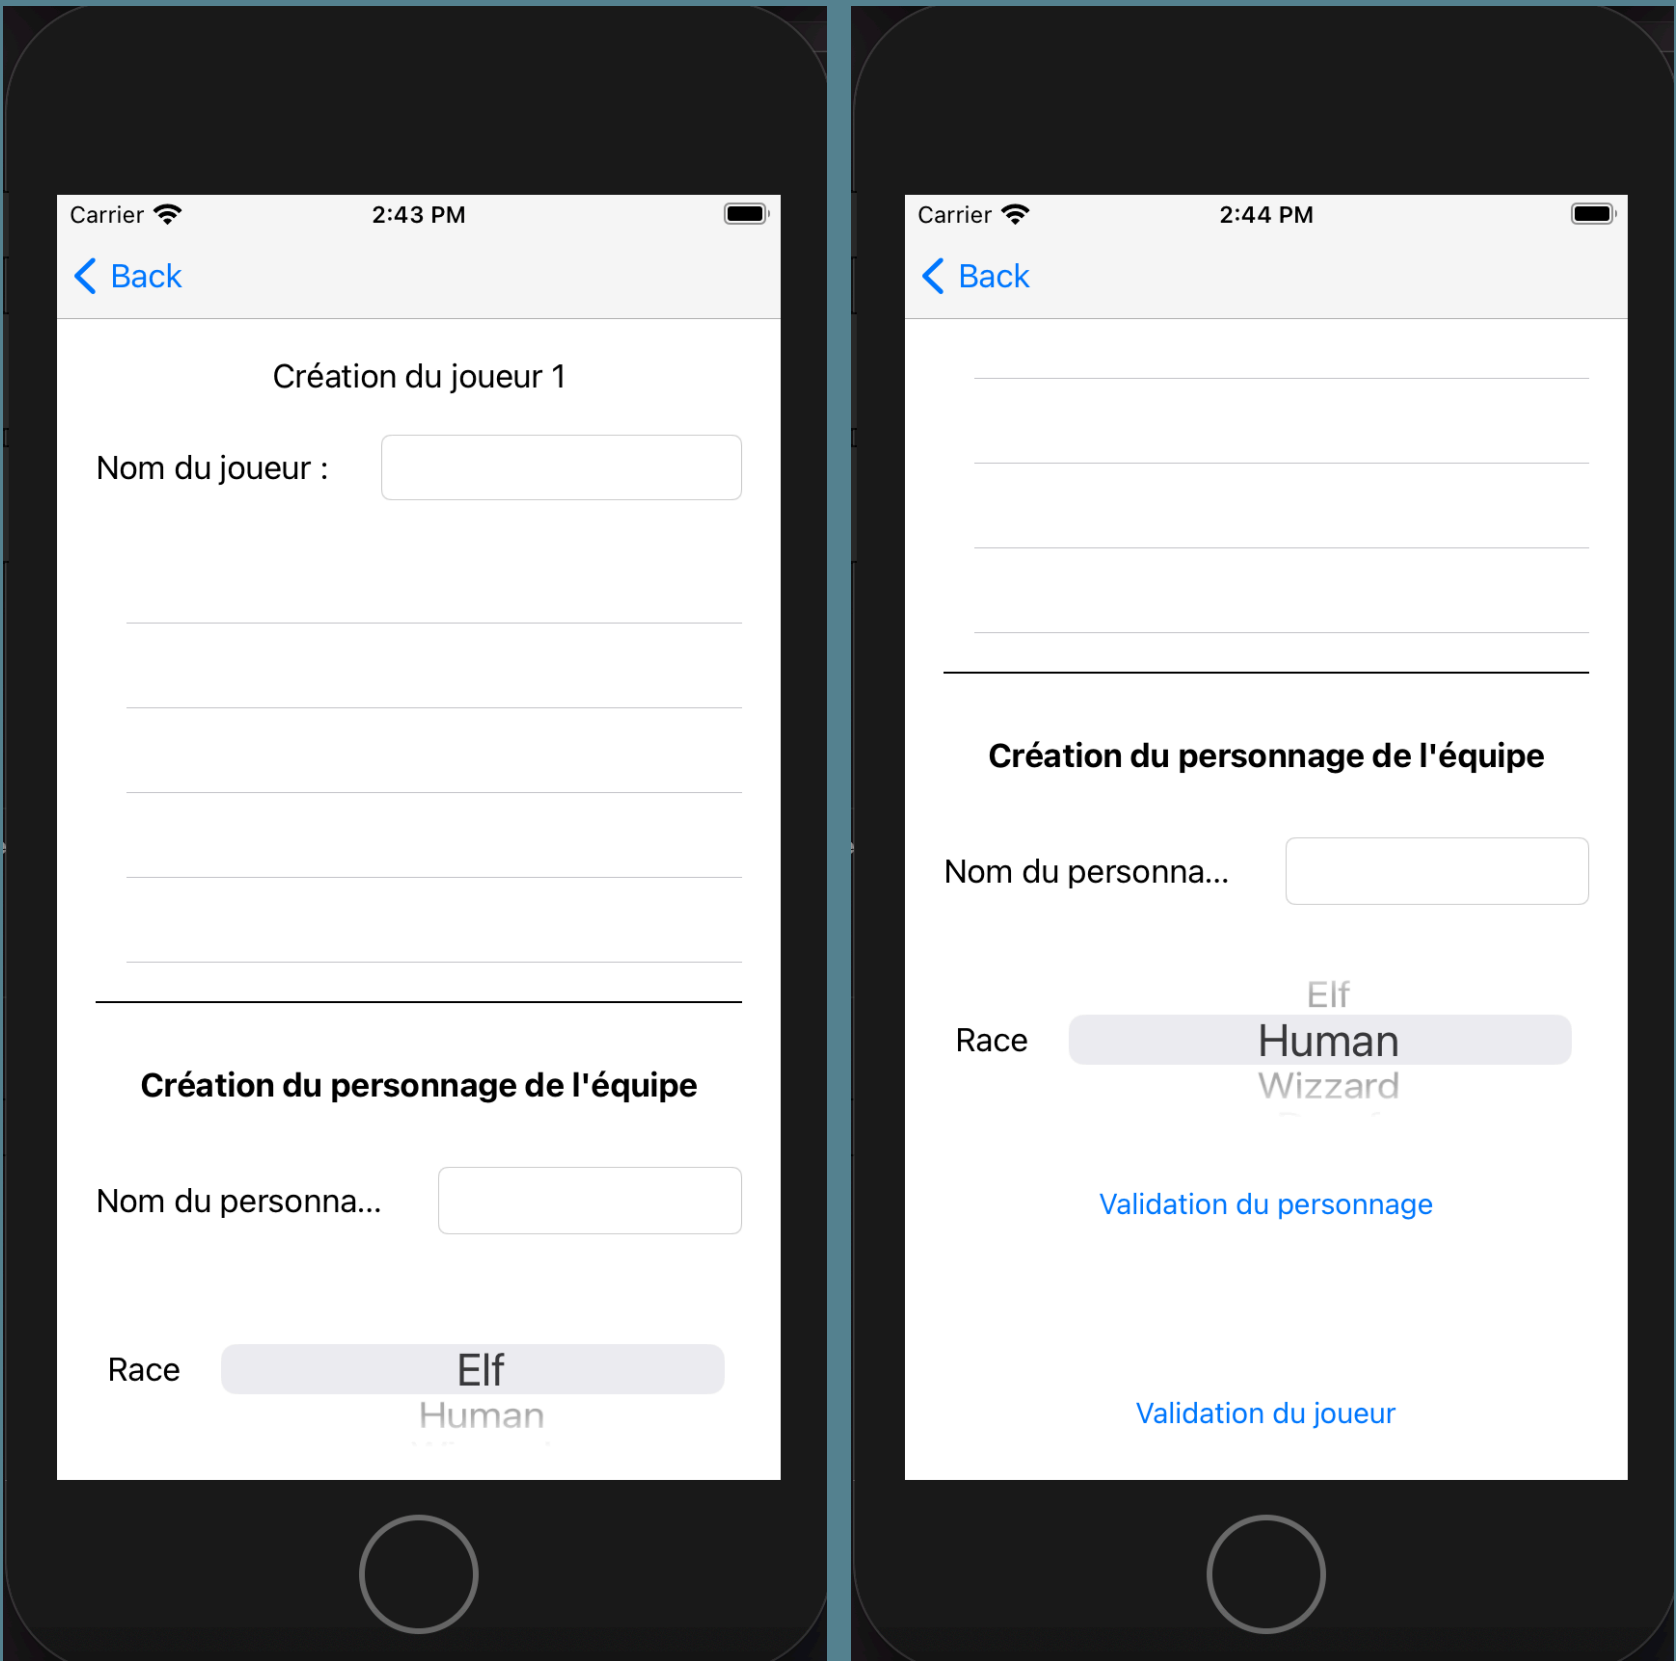 Carrier 2:43 PM
Back
Création du joueur 1
Nom du joueur :
Création du personnage de l'équipe
Nom du personna...
Race
Elf
Human
Carrier 2:44 PM
Back
Création du personnage de l'équipe
Nom du personna...
Elf
Race
Human
Wizzard
Validation du personnage
Validation du joueur